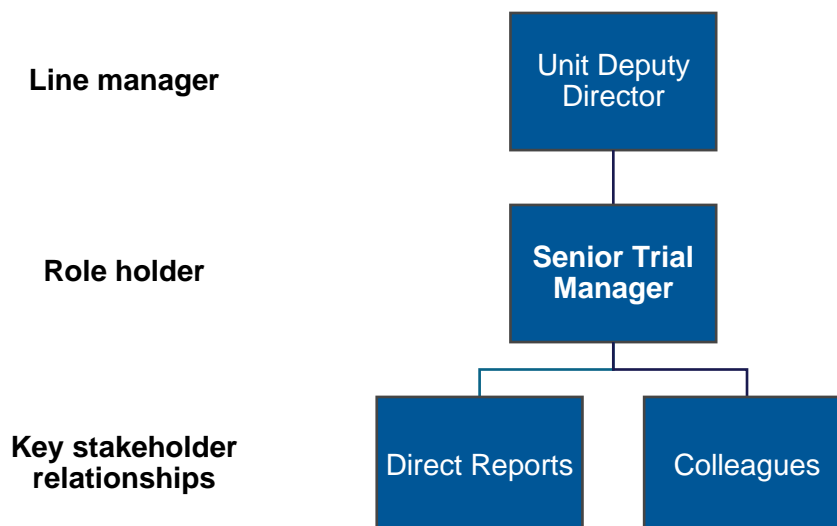 Line manager
Unit Deputy
Director
Role holder
Senior Trial
Manager
Key stakeholder
relationships
Direct Reports
Colleagues